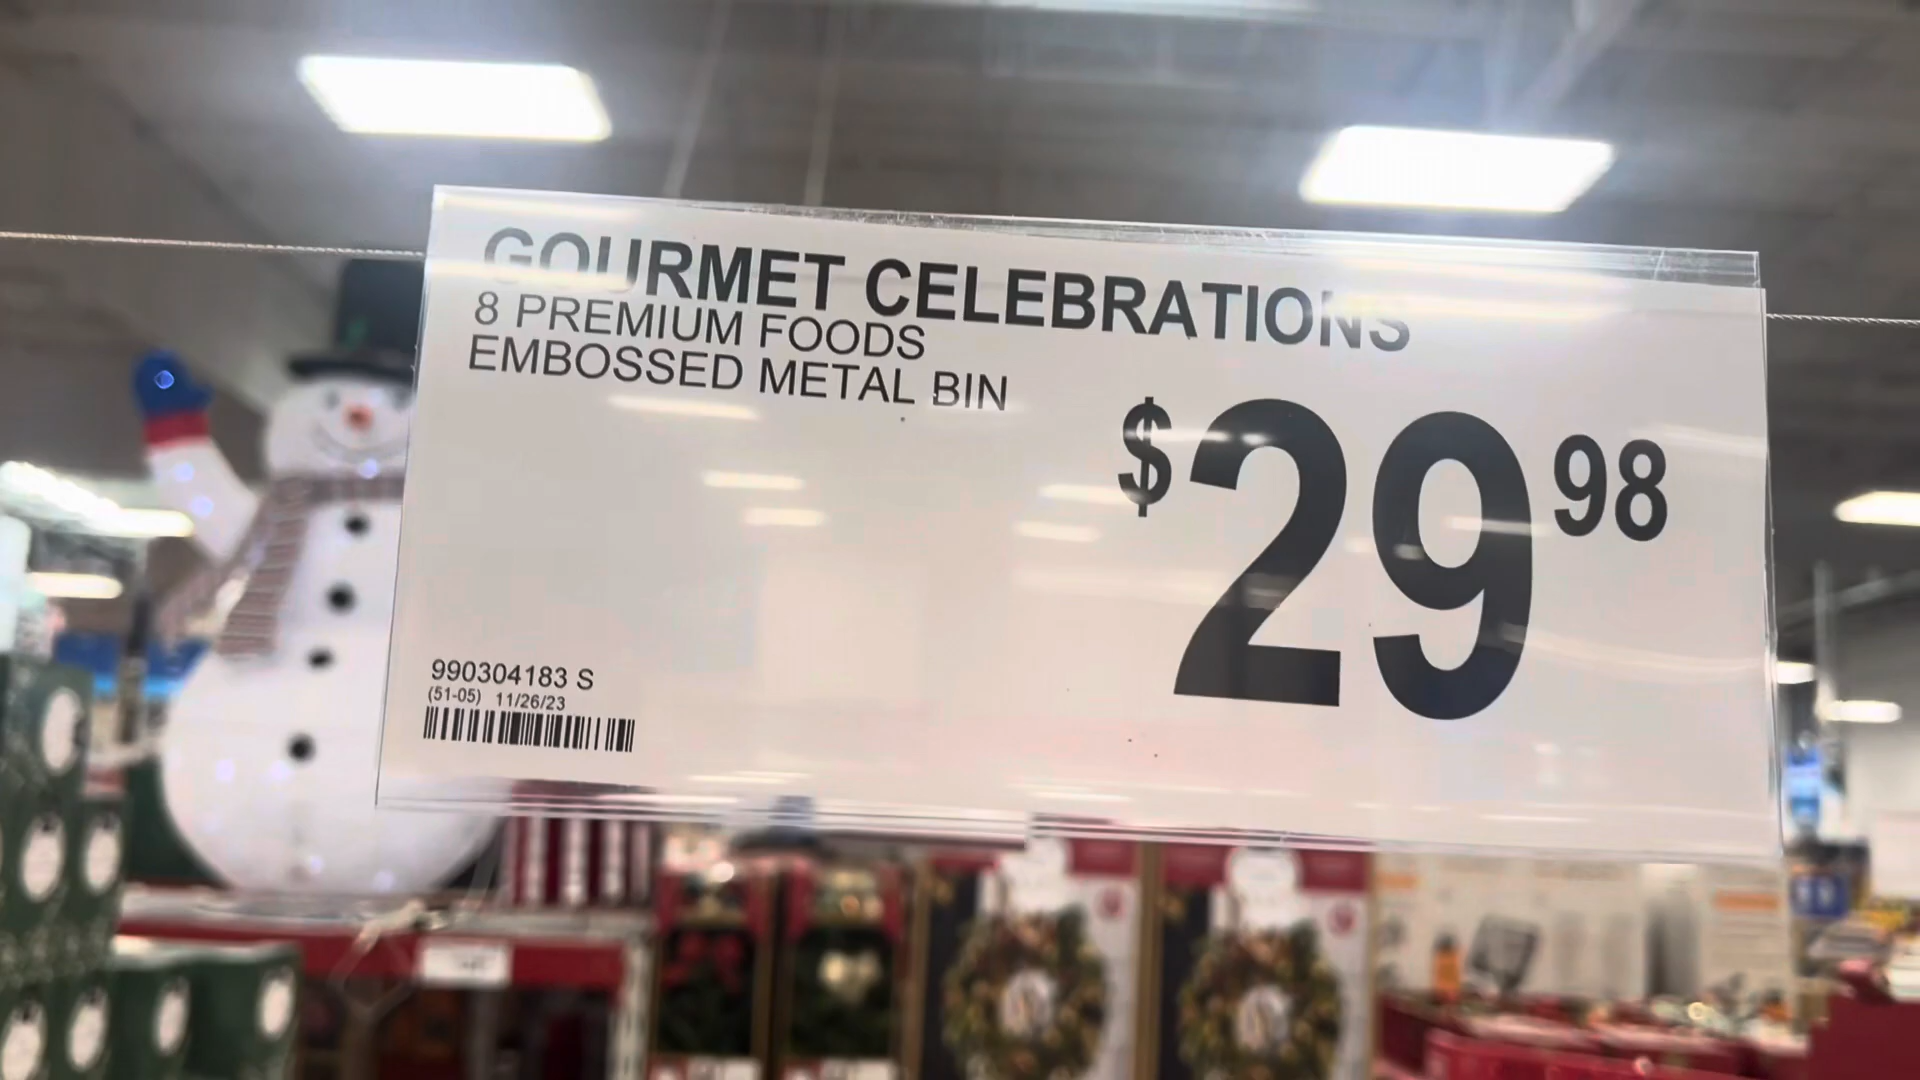 GOURMET CELEBRATIONS
8 PREMIUM FOODS
EMBOSSED METAL BIN
$29 98
990304183 S
(51-05) 11/26/23